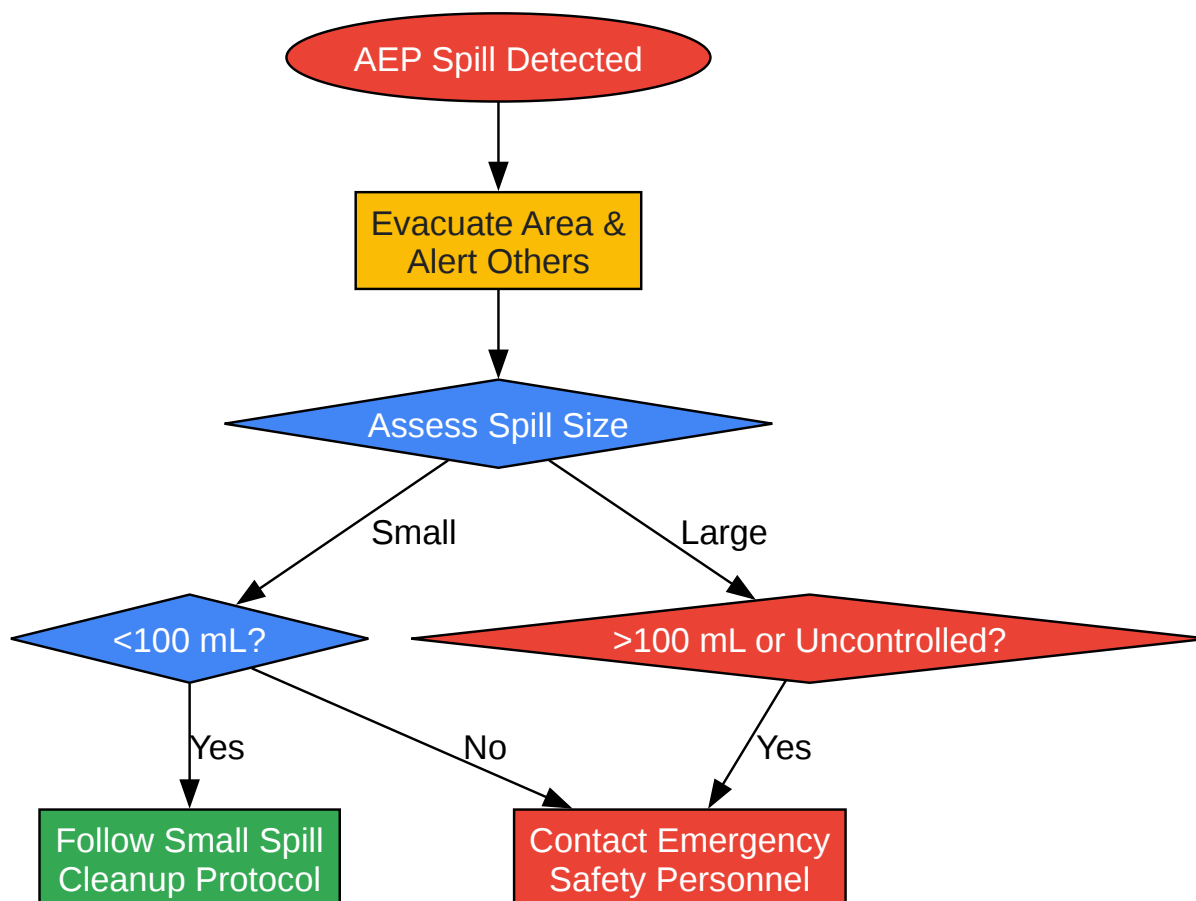 AEP Spill Detected
Evacuate Area &
Alert Others
Assess Spill Size
Small
Large
<100 mL?
>100 mL or Uncontrolled?
Yes
No
Yes
Follow Small Spill
Cleanup Protocol
Contact Emergency
Safety Personnel